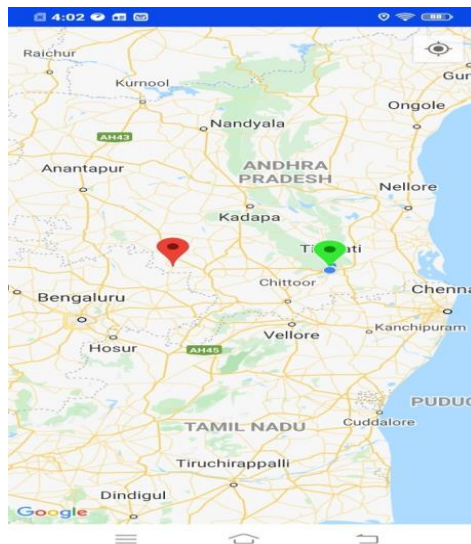 4:02
88
Raichur
Kurnool
Gur
Ongole
Nandyala
AH43
Anantapur
ANDHRA
PRADESH
Nellore
Kadapa
Chittoor
Bengaluru
Chenna
Vellore
Kanchipuram
Hosur
AH45
PUDUC
TAMIL NADU
Cuddalore
Tiruchirappalli
Dindigul
Google